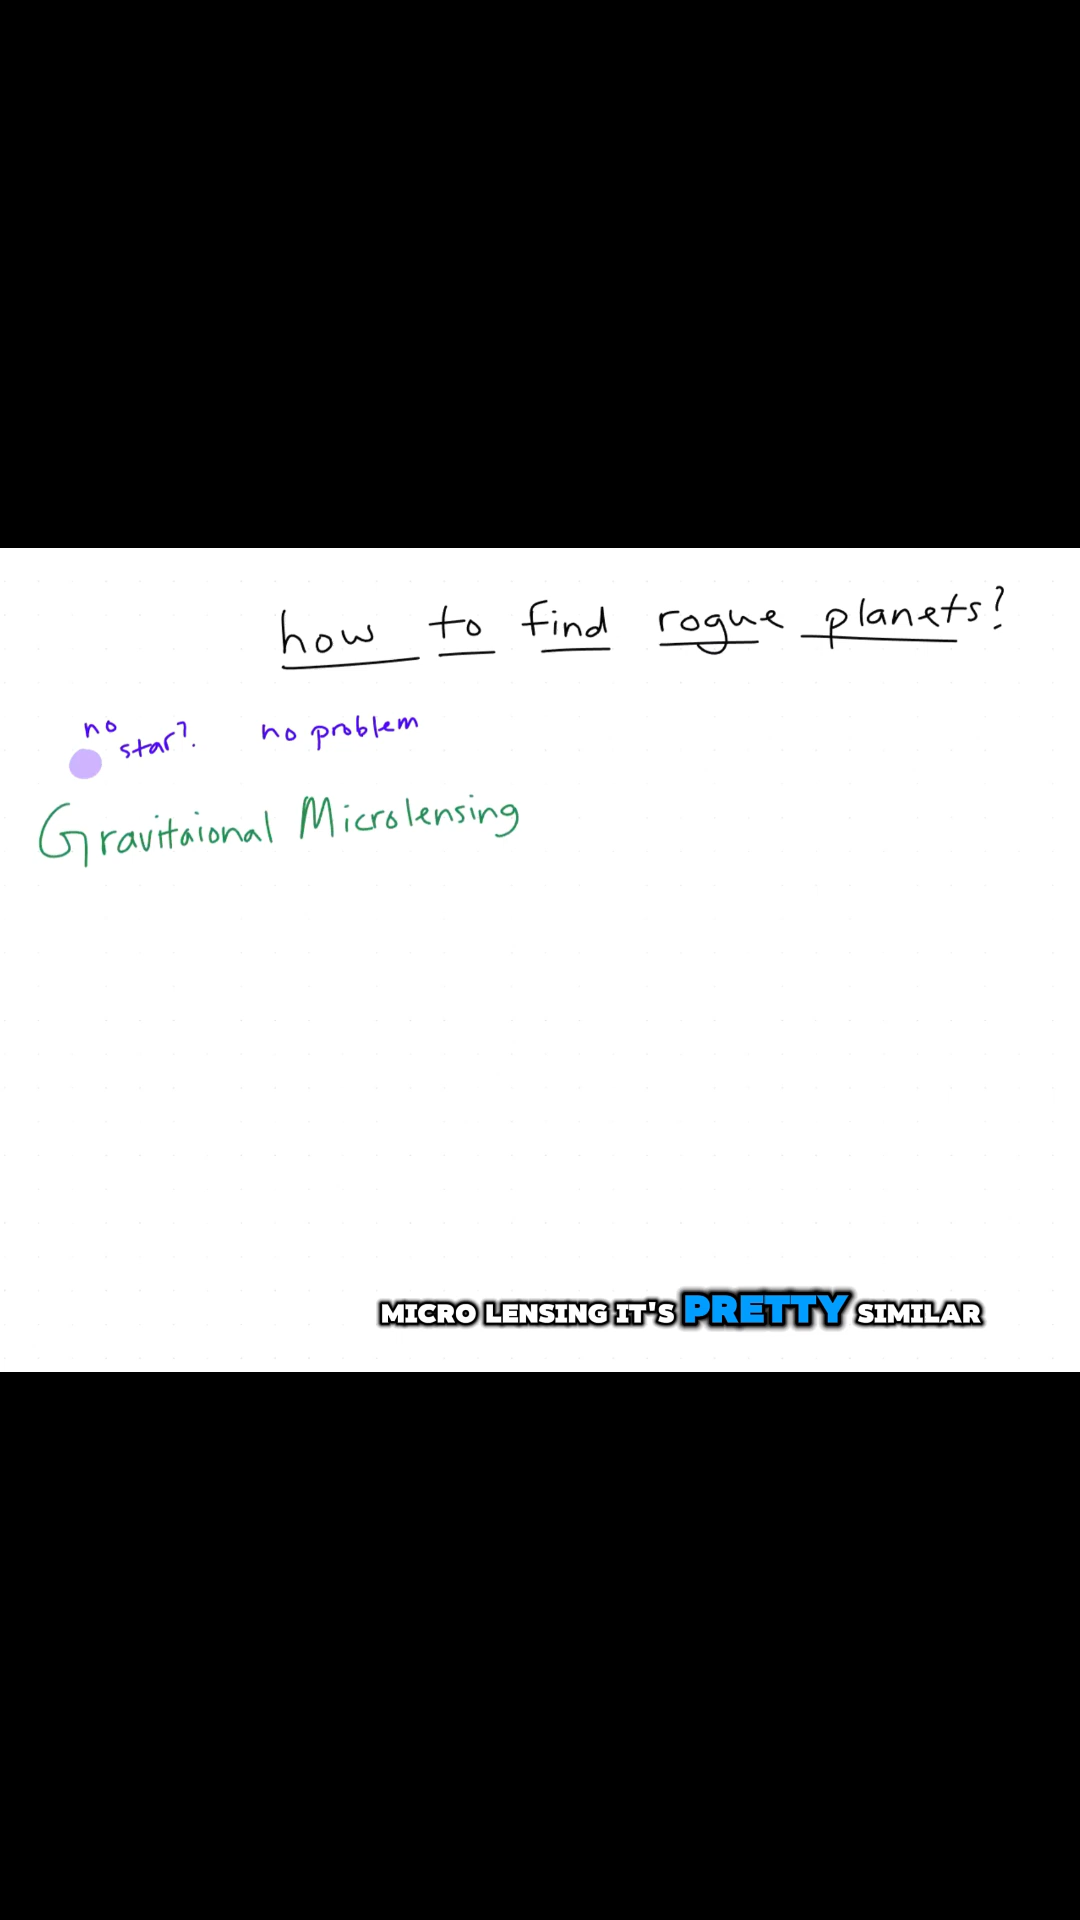 how to find rogue planets?
no star? no problem
Gravitaional Microlensing
MICRO LENSING IT'S PRETTY SIMILAR